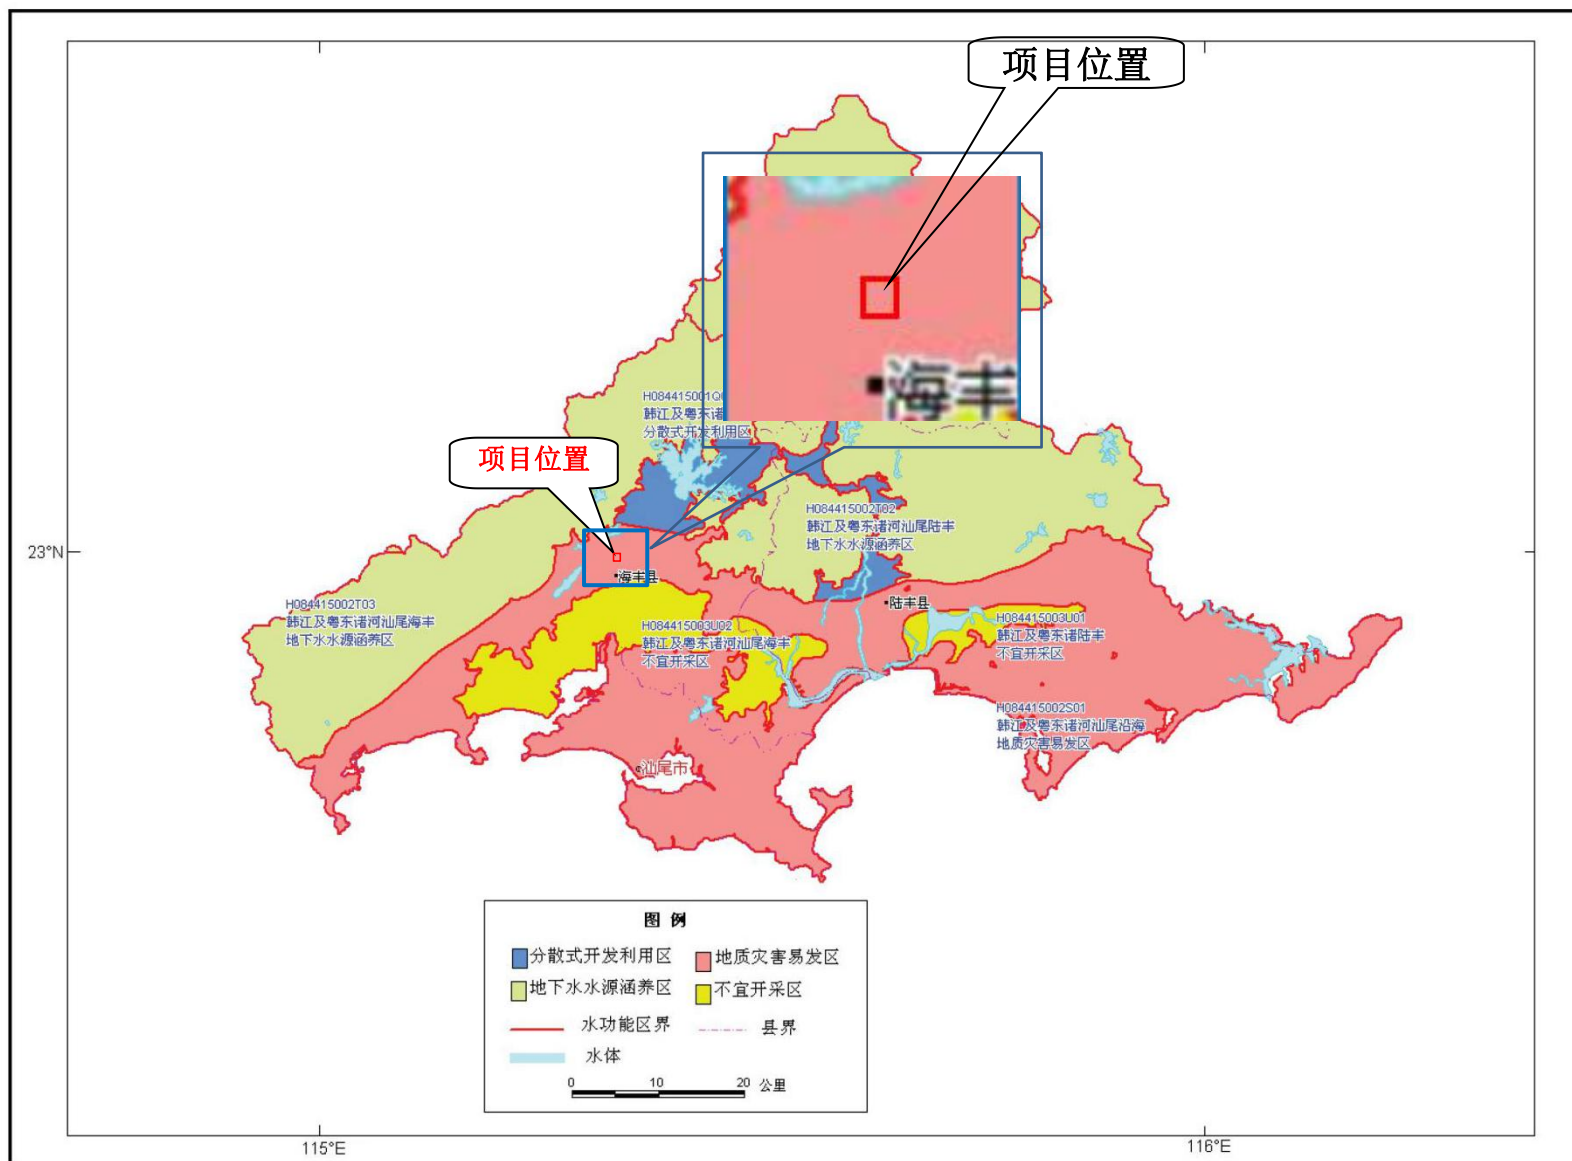 项目位置
海丰
H084415001Q
韩江及粤东诸
分散式开发利用区
项目位置
23°N
H084415002T02
韩江及粤东诸河汕尾陆丰
地下水水源涵养区
海丰县
陆丰县
H084415002T03
韩江及粤东诸河汕尾海丰
地下水水源涵养区
H084415003U02
韩江及粤东诸河汕尾海丰
不宜开采区
H084415003U01
韩江及粤东诸陆丰
不宜开采区
H084415002S01
韩江及粤东诸河汕尾沿海
地质灾害易发区
汕尾市
图 例
分散式开发利用区
地质灾害易发区
地下水水源涵养区
不宜开采区
水功能区界
县界
水体
0 10 20 公里
115°E
116°E